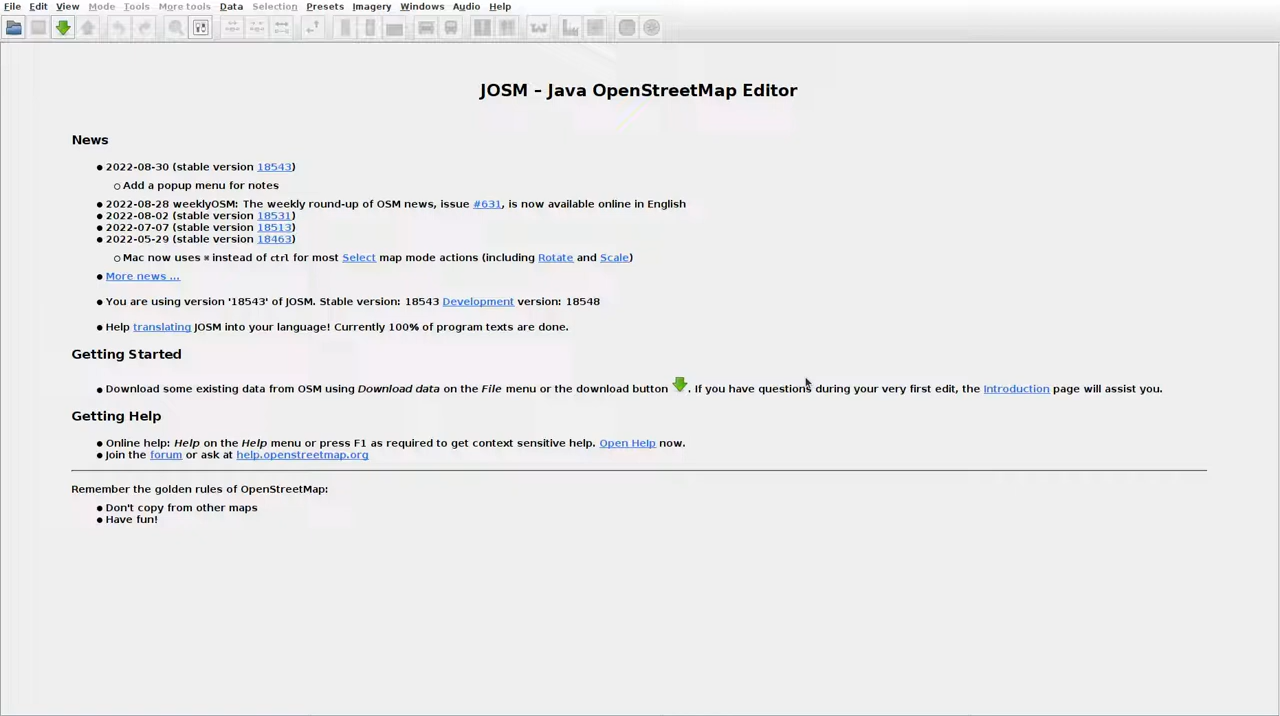 File Edit View Mode Tools More tools Data Selection Presets Imagery Windows Audio Help
JOSM – Java OpenStreetMap Editor
News
2022-08-30 (stable version 18543)
Add a popup menu for notes
2022-08-28 weeklyOSM: The weekly round-up of OSM news, issue #631, is now available online in English
2022-08-02 (stable version 18531)
2022-07-07 (stable version 18513)
2022-05-29 (stable version 18463)
Mac now uses ⌘ instead of ctrl for most Select map mode actions (including Rotate and Scale)
More news ...
You are using version '18543' of JOSM. Stable version: 18543 Development version: 18548
Help translating JOSM into your language! Currently 100% of program texts are done.
Getting Started
Download some existing data from OSM using Download data on the File menu or the download button . If you have questions during your very first edit, the Introduction page will assist you.
Getting Help
Online help: Help on the Help menu or press F1 as required to get context sensitive help. Open Help now.
Join the forum or ask at help.openstreetmap.org
Remember the golden rules of OpenStreetMap:
Don't copy from other maps
Have fun!